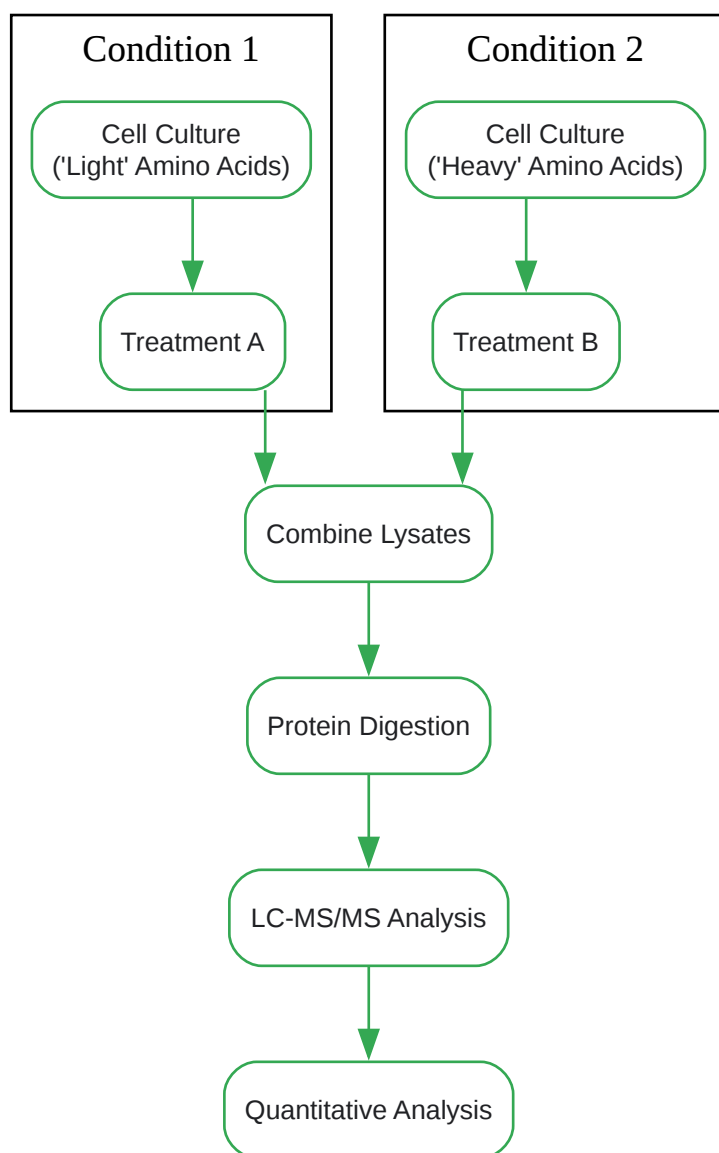 Condition 1
Cell Culture
('Light' Amino Acids)
Treatment A
Condition 2
Cell Culture
('Heavy' Amino Acids)
Treatment B
Combine Lysates
Protein Digestion
LC-MS/MS Analysis
Quantitative Analysis